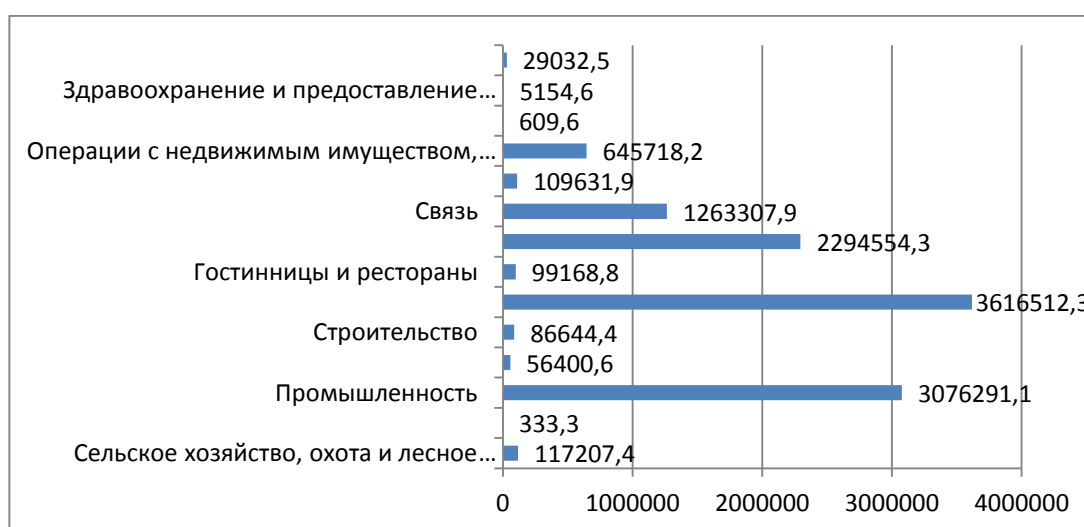 29032,5
Здравоохранение и предоставление… 5154,6
609,6
Операции с недвижимым имуществом,… 645718,2
109631,9
Связь 1263307,9
2294554,3
Гостинницы и рестораны 99168,8
3616512,3
Строительство 86644,4
56400,6
Промышленность 3076291,1
333,3
Сельское хозяйство, охота и лесное… 117207,4
0 1000000 2000000 3000000 4000000